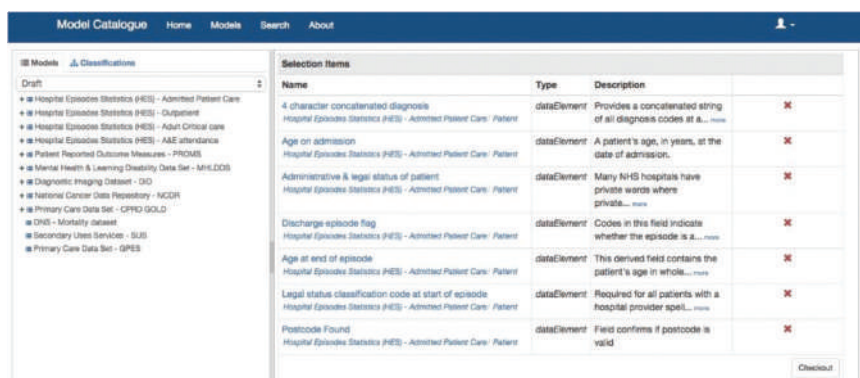 Model Catalogue Home Models Search About
Models Classifications
Draft
Hospital Episodes Statistics (HES) - Admitted Patient Care
Hospital Episodes Statistics (HES) - Outpatient
Hospital Episodes Statistics (HES) - Adult Critical care
Hospital Episodes Statistics (HES) - A&E attendance
Patient Reported Outcome Measures - PROMS
Mental Health & Learning Disability Data Set - MHLDDS
Diagnostic Imaging Dataset - DID
National Cancer Data Repository - NCDR
Primary Care Data Set - CPRD GOLD
ONS - Mortality dataset
Secondary Uses Services - SUS
Primary Care Data Set - GPES
Selection Items
Name Type Description
4 character concatenated diagnosis dataElement Provides a concatenated string
Hospital Episodes Statistics (HES) - Admitted Patient Care: Patient of all diagnosis codes at a... more
Age on admission dataElement A patient's age, in years, at the
Hospital Episodes Statistics (HES) - Admitted Patient Care: Patient date of admission.
Administrative & legal status of patient dataElement Many NHS hospitals have
Hospital Episodes Statistics (HES) - Admitted Patient Care: Patient private wards where
private... more
Discharge episode flag dataElement Codes in this field indicate
Hospital Episodes Statistics (HES) - Admitted Patient Care: Patient whether the episode is a... more
Age at end of episode dataElement This derived field contains the
Hospital Episodes Statistics (HES) - Admitted Patient Care: Patient patient's age in whole... more
Legal status classification code at start of episode dataElement Required for all patients with a
Hospital Episodes Statistics (HES) - Admitted Patient Care: Patient hospital provider spell... more
Postcode Found dataElement Field confirms if postcode is
Hospital Episodes Statistics (HES) - Admitted Patient Care: Patient valid
Checkout